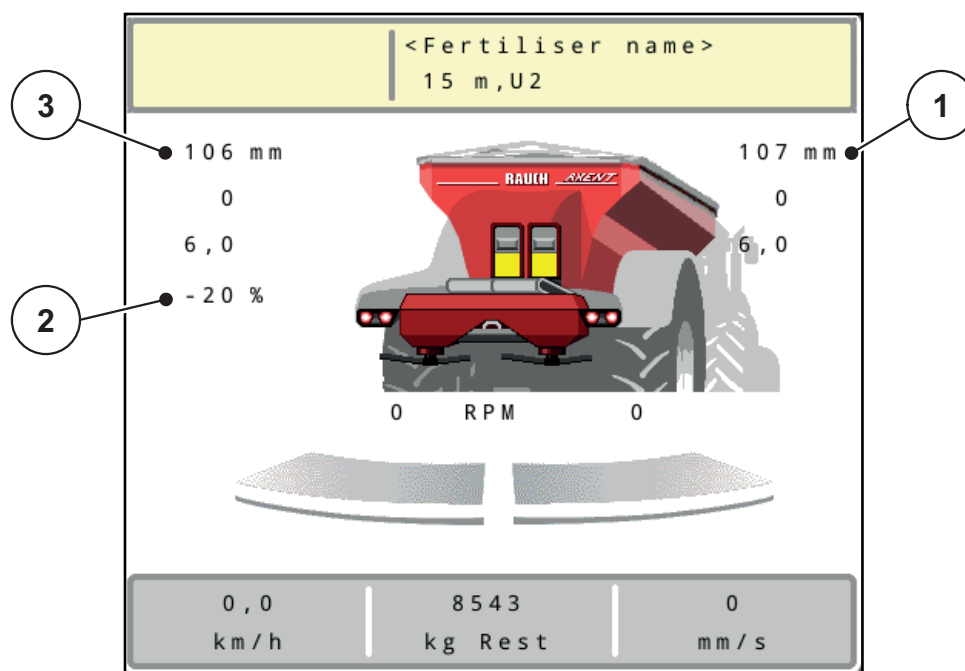 <Fertiliser name>
15 m,U2
3
1
106 mm
107 mm
0
0
6,0
6,0
2
-20 %
RAUCH AXENT
0 RPM 0
0,0
km/h
8543
kg Rest
0
mm/s